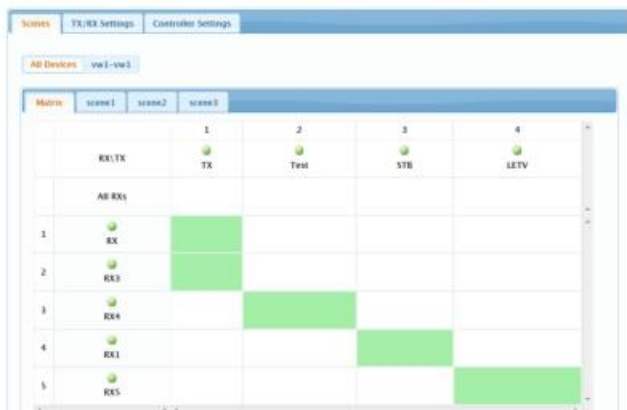 Scenes TX/RX Settings Controller Settings
All Devices vw1-vw1
Matrix scene1 scene2 scene3
1 2 3 4
RX\TX TX Test STB LETV
All RXs
1 RX
2 RX3
3 RX4
4 RX1
5 RX5